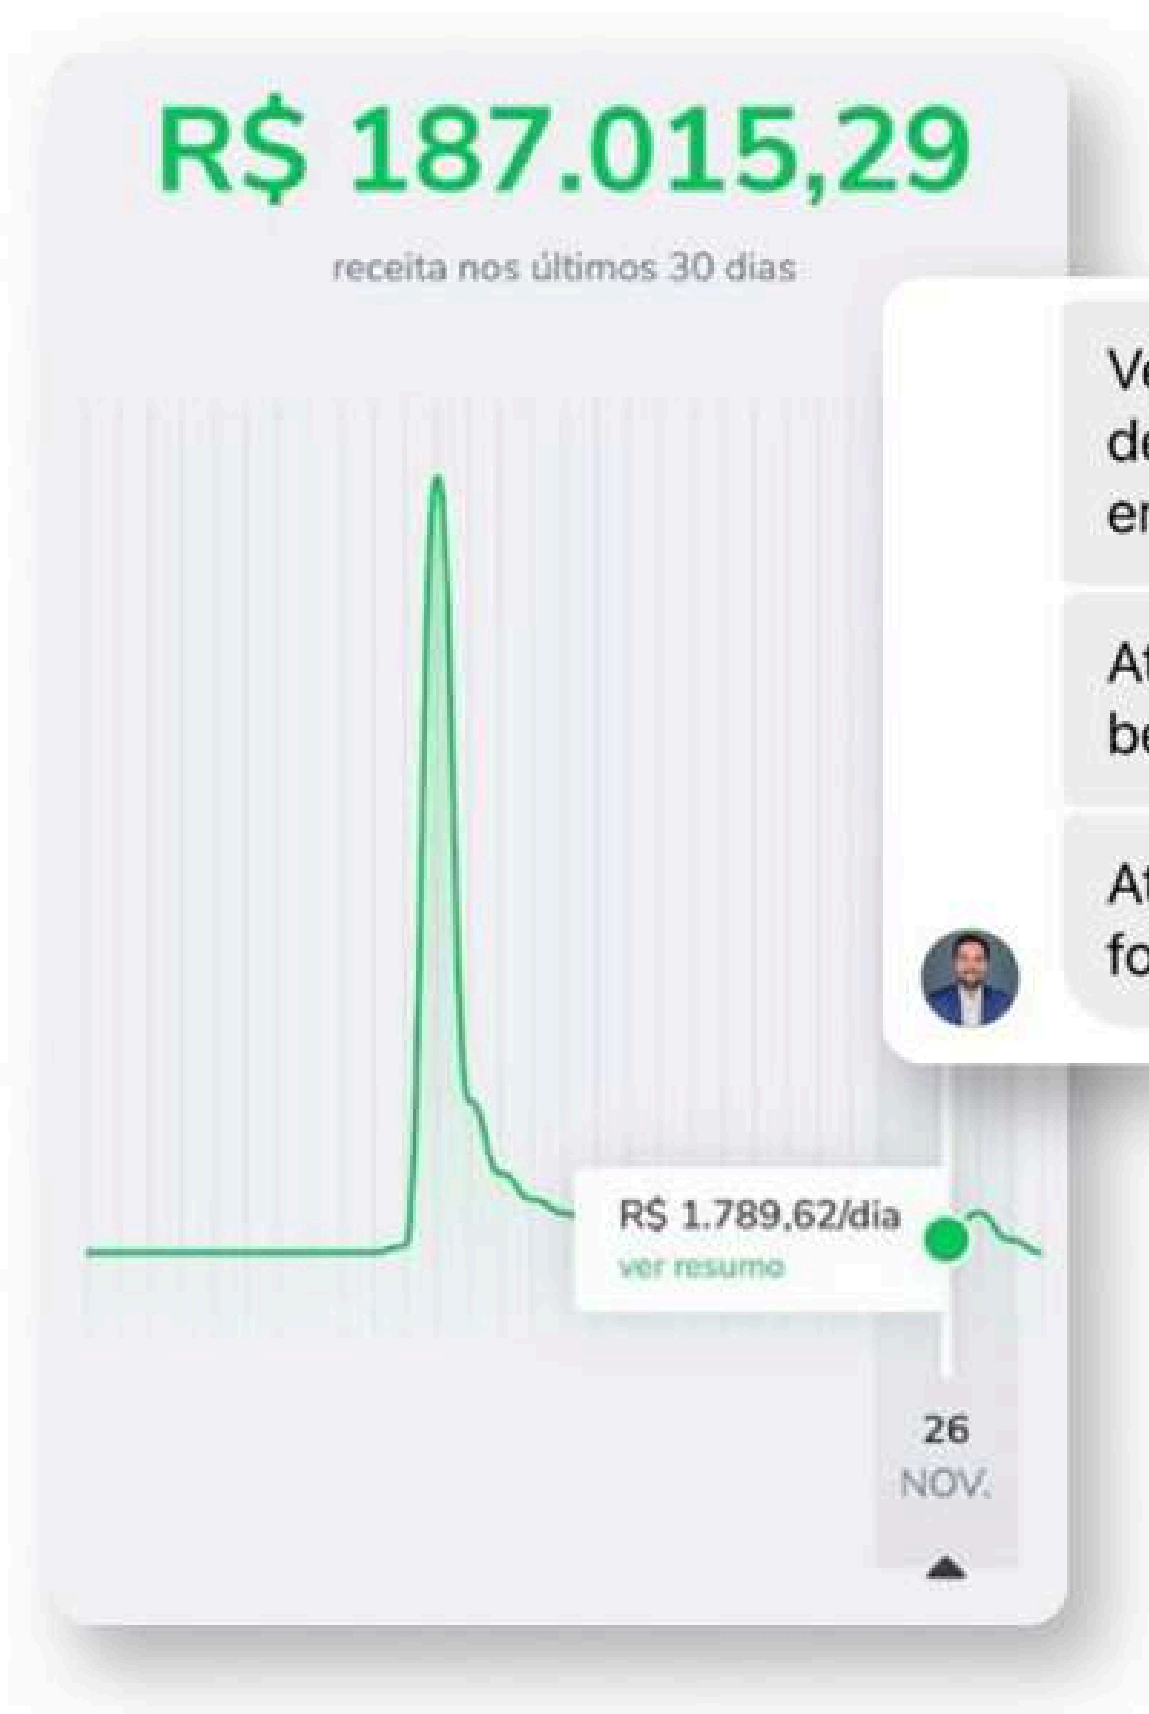 R$ 187.015,29
receita nos últimos 30 dias
R$ 1.789,62/dia
ver resumo
26
NOV.